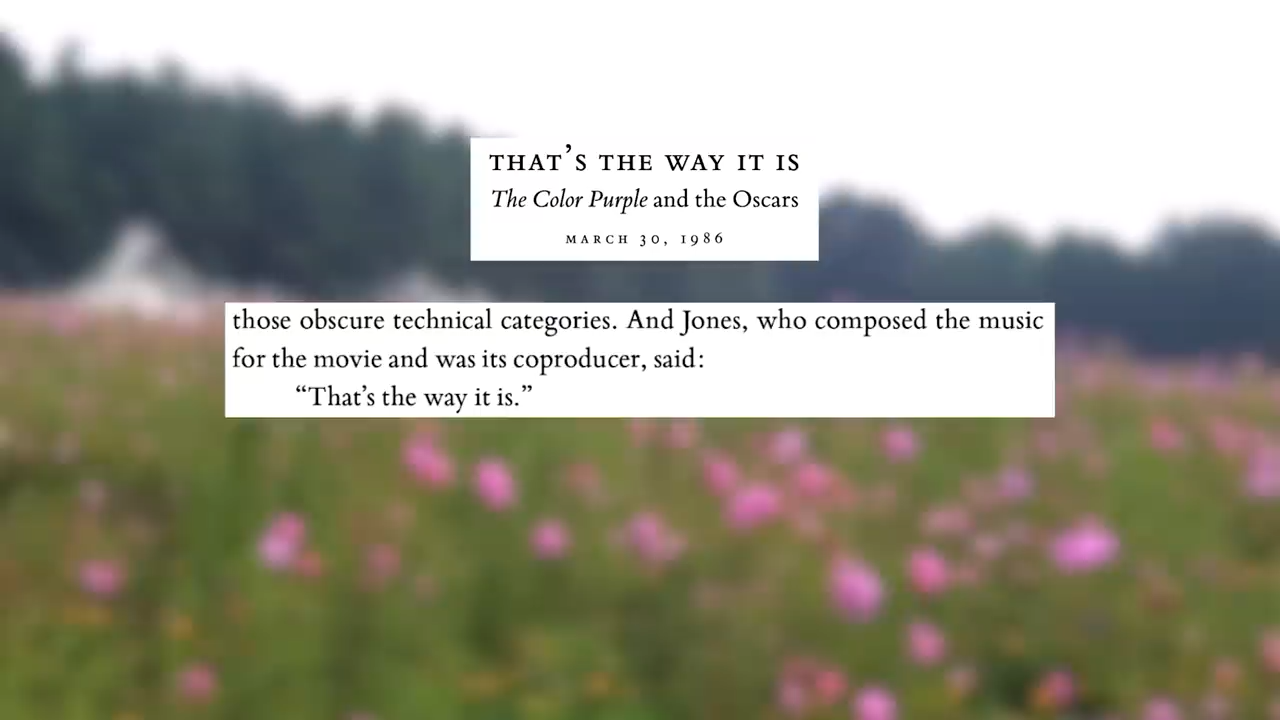 THAT'S THE WAY IT IS
The Color Purple and the Oscars
MARCH 30, 1986
those obscure technical categories. And Jones, who composed the music
for the movie and was its coproducer, said:
“That's the way it is.”